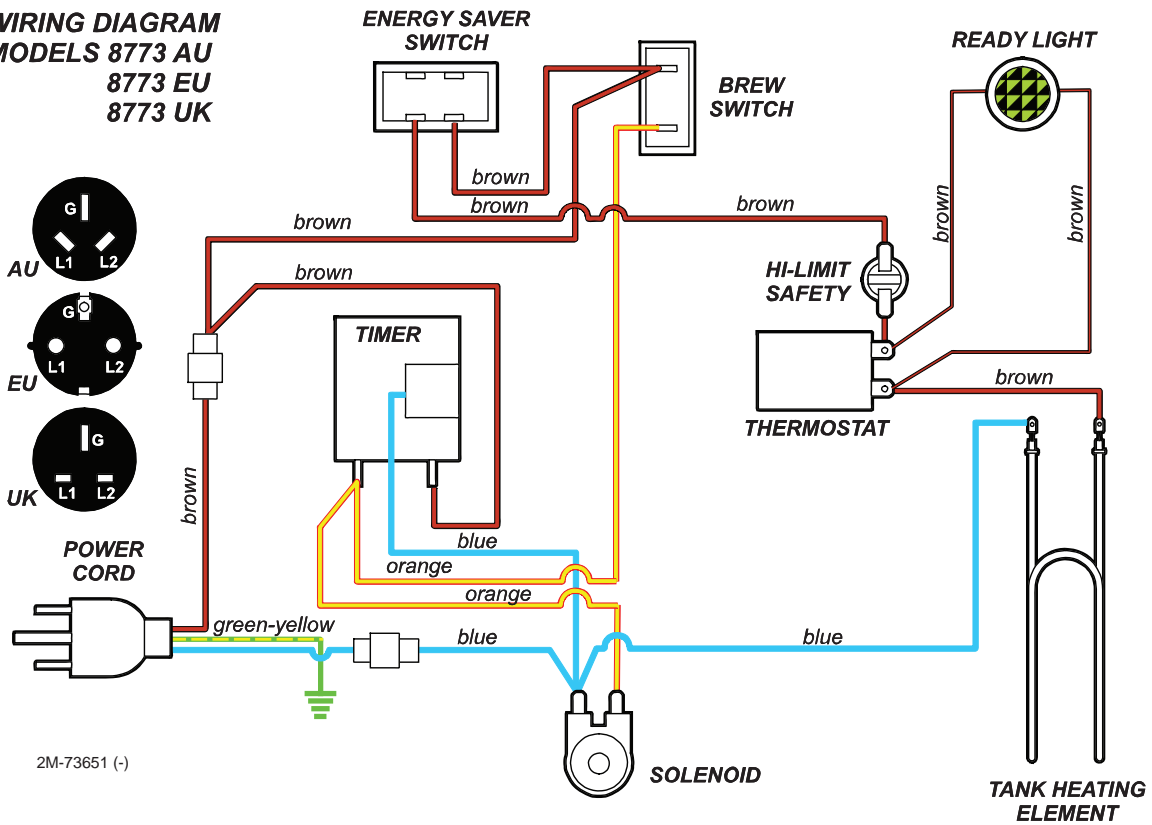 WIRING DIAGRAM
MODELS 8773 AU
8773 EU
8773 UK
ENERGY SAVER
SWITCH
BREW
SWITCH
READY LIGHT
brown
brown
brown
brown
brown
brown
brown
G
L1 L2
AU
G
L1 L2
EU
G
L1 L2
UK
TIMER
HI-LIMIT
SAFETY
THERMOSTAT
brown
brown
POWER
CORD
blue
orange
orange
green-yellow
blue
blue
2M-73651 (-)
SOLENOID
TANK HEATING
ELEMENT